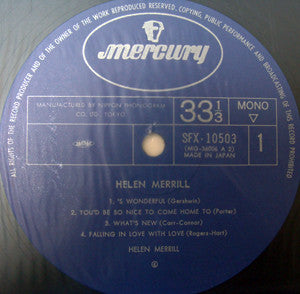 ALL RIGHTS OF THE RECORD PRODUCER AND OF THE OWNER OF THE WORK REPRODUCED RESERVED. COPYING, PUBLIC PERFORMANCE AND BROADCASTING OF THIS RECORD PROHIBITED
mercury
MANUFACTURED BY NIPPON PHONOGRAM
CO., LTD., TOKYO
33 1/3
MONO
SFX-10503
(MG-36006 A 2)
MADE IN JAPAN
1
HELEN MERRILL
1. 'S WONDERFUL (Gershwin)
2. YOU'D BE SO NICE TO COME HOME TO (Porter)
3. WHAT'S NEW (Carr-Connor)
4. FALLING IN LOVE WITH LOVE (Rogers-Hart)
HELEN MERRILL